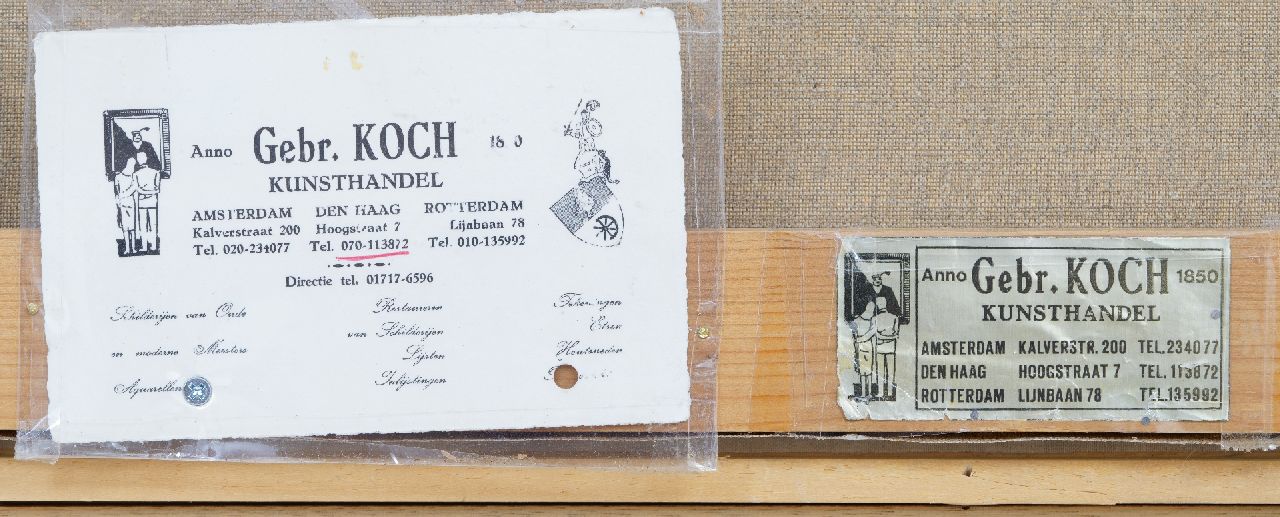 Anno Gebr. KOCH 18 0
KUNSTHANDEL
AMSTERDAM DEN HAAG ROTTERDAM
Kalverstraat 200 Hoogstraat 7 Lijnbaan 78
Tel. 020-234077 Tel. 070-113872 Tel. 010-135992
Directie tel. 01717-6596
Schilderijen van Oude
en moderne Meesters
Aquarellen
Restaureren
van Schilderijen
Lijsten
Inlijstingen
Tekeningen
Etsen
Houtsneden
Anno Gebr. KOCH 1850
KUNSTHANDEL
AMSTERDAM KALVERSTR. 200 TEL.234077
DEN HAAG HOOGSTRAAT 7 TEL. 113872
ROTTERDAM LIJNBAAN 78 TEL.135992